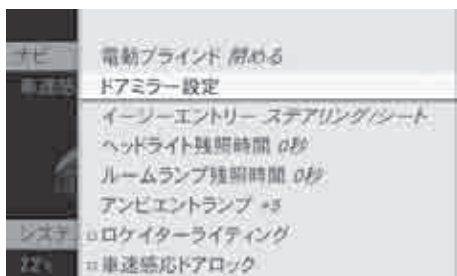 ナビ
電動ブラインド 閉める
ドアミラー設定
イージーエントリー ステアリング/シート
ヘッドライト残照時間 0秒
ルームランプ残照時間 0秒
アンビエントランプ +5
システ
ロケイターライティング
車速感応ドアロック